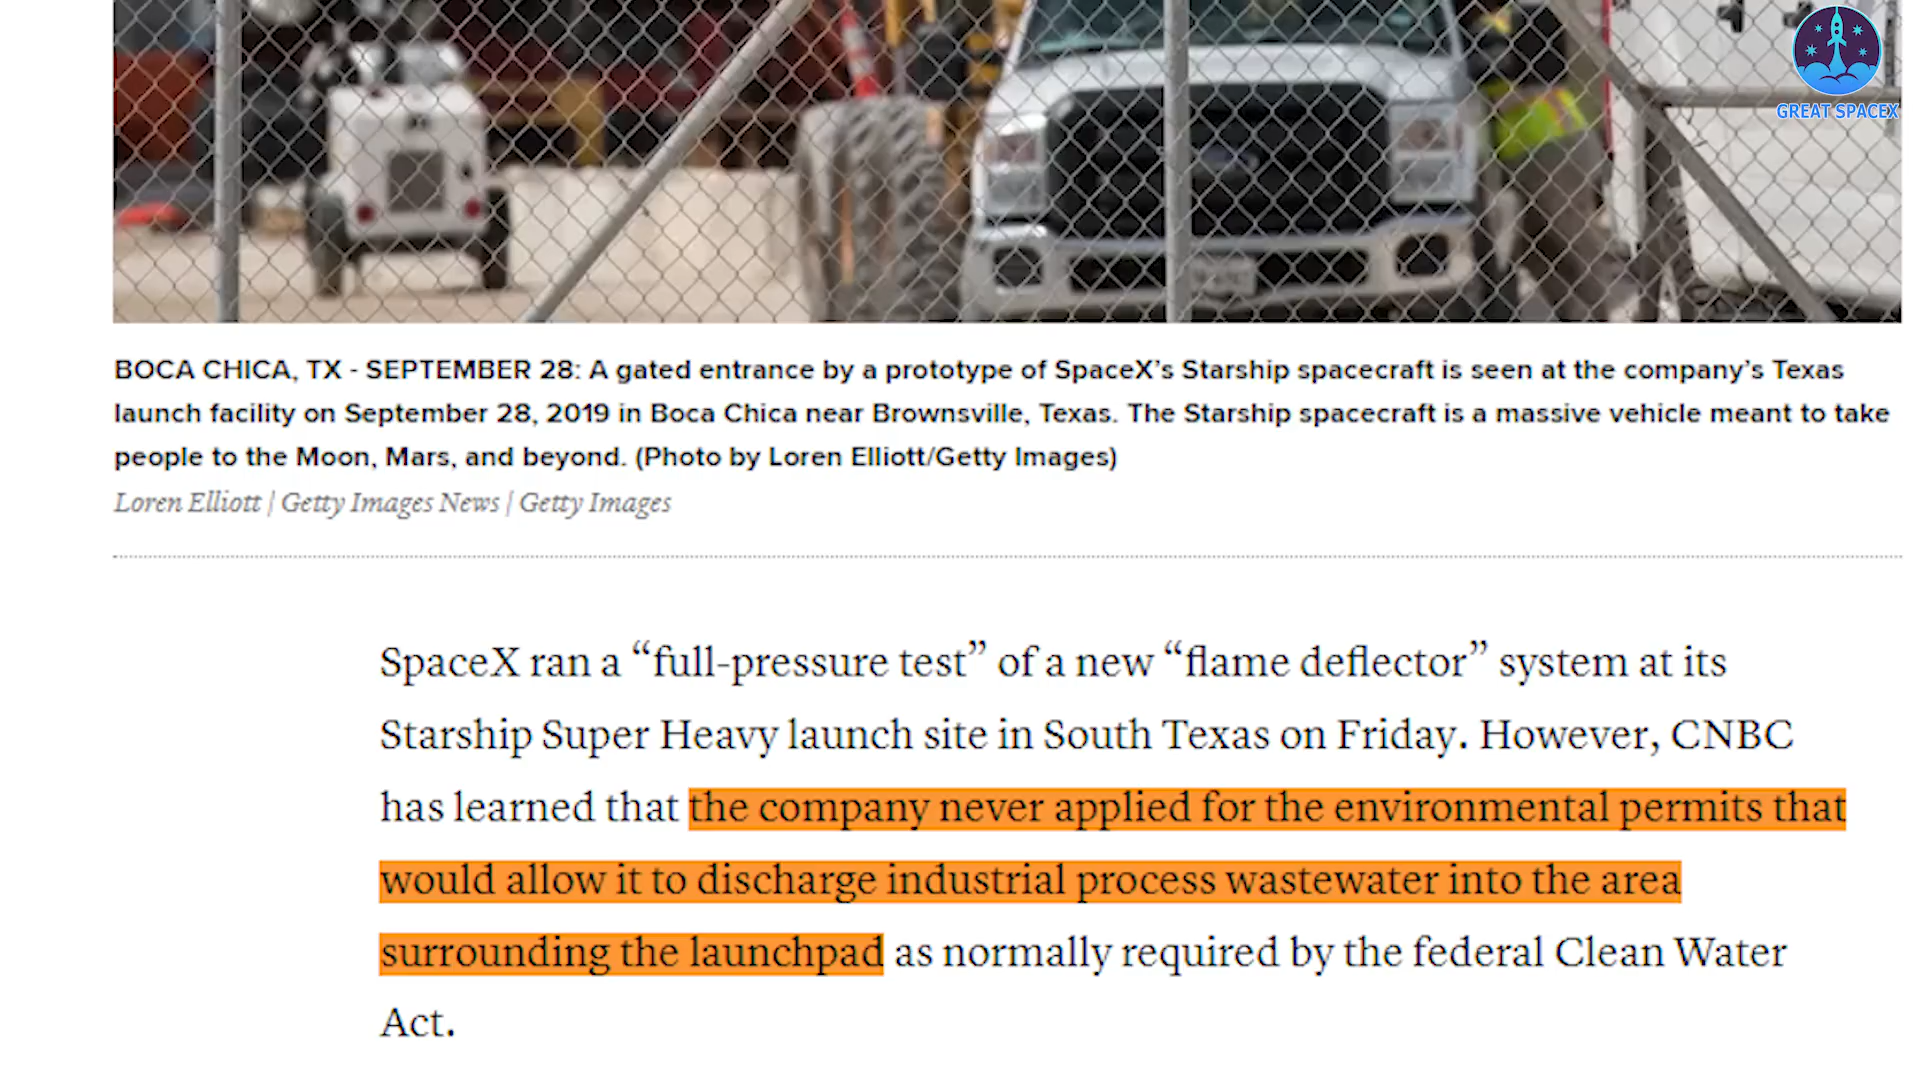 GREAT SPACEX
BOCA CHICA, TX - SEPTEMBER 28: A gated entrance by a prototype of SpaceX’s Starship spacecraft is seen at the company’s Texas
launch facility on September 28, 2019 in Boca Chica near Brownsville, Texas. The Starship spacecraft is a massive vehicle meant to take
people to the Moon, Mars, and beyond. (Photo by Loren Elliott/Getty Images)
Loren Elliott | Getty Images News | Getty Images
SpaceX ran a “full-pressure test” of a new “flame deflector” system at its
Starship Super Heavy launch site in South Texas on Friday. However, CNBC
has learned that the company never applied for the environmental permits that
would allow it to discharge industrial process wastewater into the area
surrounding the launchpad as normally required by the federal Clean Water
Act.